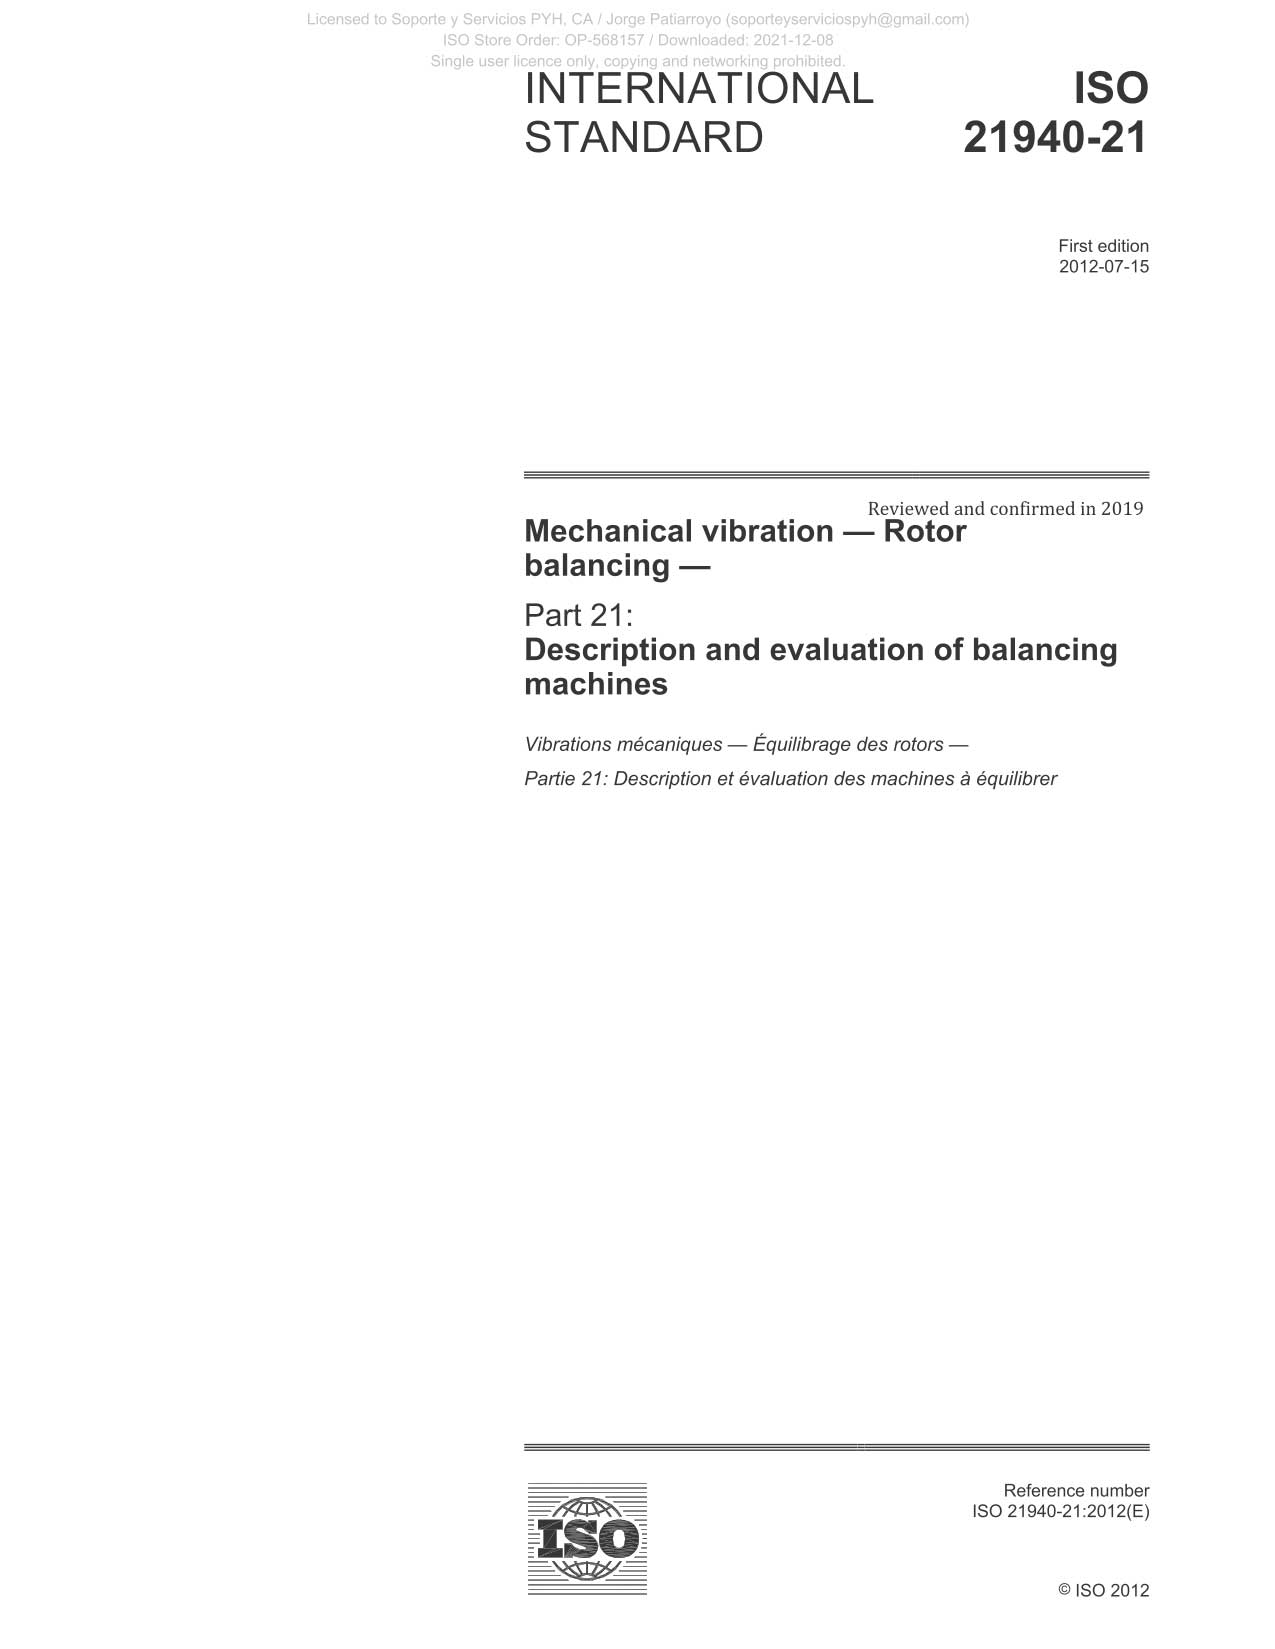 Licensed to Soporte y Servicios PYH, CA / Jorge Patiarroyo (soporteyserviciospyh@gmail.com)
ISO Store Order: OP-568157 / Downloaded: 2021-12-08
Single user licence only, copying and networking prohibited.
INTERNATIONAL STANDARD
ISO 21940-21
First edition
2012-07-15
Reviewed and confirmed in 2019
Mechanical vibration — Rotor
balancing —
Part 21:
Description and evaluation of balancing
machines
Vibrations mécaniques — Équilibrage des rotors —
Partie 21: Description et évaluation des machines à équilibrer
ISO
Reference number
ISO 21940-21:2012(E)
© ISO 2012